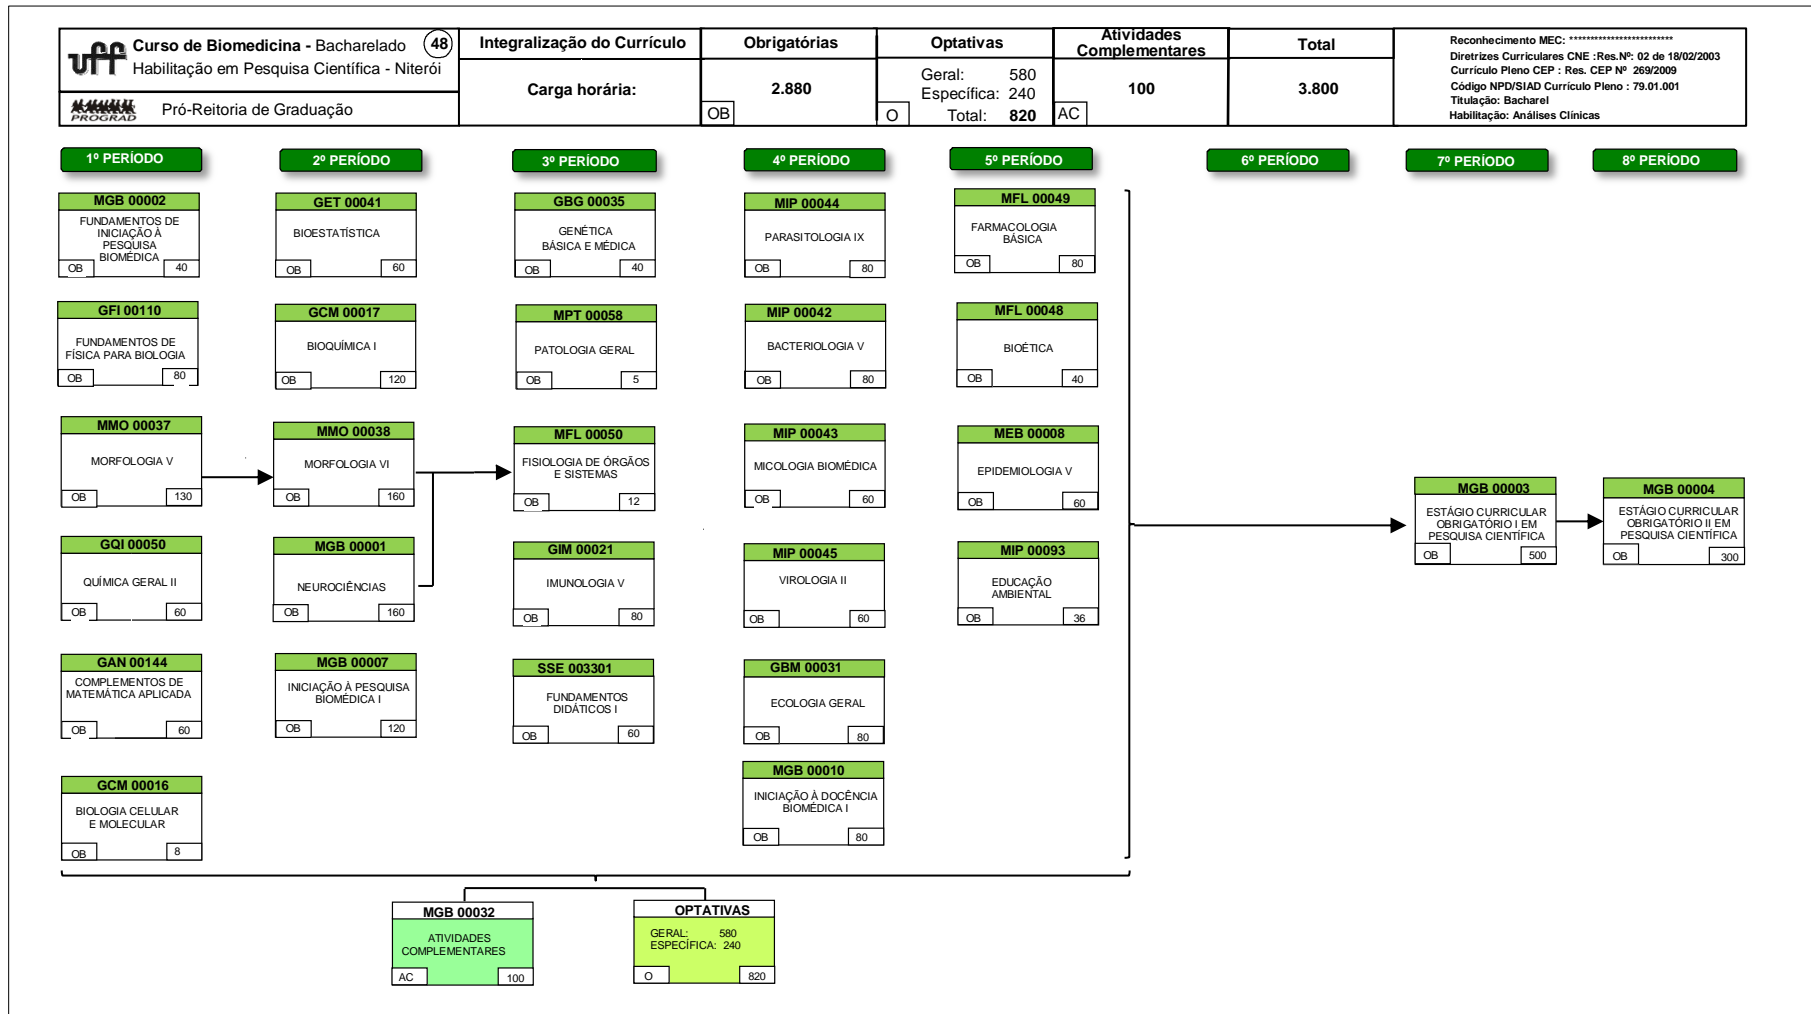 uff
Curso de Biomedicina - Bacharelado 48
Habilitação em Pesquisa Científica - Niterói
PROGRAD
Pró-Reitoria de Graduação
Integralização do Currículo
Carga horária:
Obrigatórias
2.880
OB
Optativas
Geral: 580
Específica: 240
O Total: 820
Atividades
Complementares
100
AC
Total
3.800
Reconhecimento MEC: ************************
Diretrizes Curriculares CNE :Res.Nº: 02 de 18/02/2003
Currículo Pleno CEP : Res. CEP Nº 269/2009
Código NPD/SIAD Currículo Pleno : 79.01.001
Titulação: Bacharel
Habilitação: Análises Clínicas
1º PERÍODO
MGB 00002
FUNDAMENTOS DE
INICIAÇÃO À
PESQUISA
BIOMÉDICA
OB 40
GFI 00110
FUNDAMENTOS DE
FÍSICA PARA BIOLOGIA
OB 80
MMO 00037
MORFOLOGIA V
OB 130
GQI 00050
QUÍMICA GERAL II
OB 60
GAN 00144
COMPLEMENTOS DE
MATEMÁTICA APLICADA
OB 60
GCM 00016
BIOLOGIA CELULAR
E MOLECULAR
OB 8
2º PERÍODO
GET 00041
BIOESTATÍSTICA
OB 60
GCM 00017
BIOQUÍMICA I
OB 120
MMO 00038
MORFOLOGIA VI
OB 160
MGB 00001
NEUROCIÊNCIAS
OB 160
MGB 00007
INICIAÇÃO À PESQUISA
BIOMÉDICA I
OB 120
3º PERÍODO
GBG 00035
GENÉTICA
BÁSICA E MÉDICA
OB 40
MPT 00058
PATOLOGIA GERAL
OB 5
MFL 00050
FISIOLOGIA DE ÓRGÃOS
E SISTEMAS
OB 12
GIM 00021
IMUNOLOGIA V
OB 80
SSE 003301
FUNDAMENTOS
DIDÁTICOS I
OB 60
4º PERÍODO
MIP 00044
PARASITOLOGIA IX
OB 80
MIP 00042
BACTERIOLOGIA V
OB 80
MIP 00043
MICOLOGIA BIOMÉDICA
OB 60
MIP 00045
VIROLOGIA II
OB 60
GBM 00031
ECOLOGIA GERAL
OB 80
MGB 00010
INICIAÇÃO À DOCÊNCIA
BIOMÉDICA I
OB 80
5º PERÍODO
MFL 00049
FARMACOLOGIA
BÁSICA
OB 80
MFL 00048
BIOÉTICA
OB 40
MEB 00008
EPIDEMIOLOGIA V
OB 60
MIP 00093
EDUCAÇÃO
AMBIENTAL
OB 36
6º PERÍODO
7º PERÍODO
MGB 00003
ESTÁGIO CURRICULAR
OBRIGATÓRIO I EM
PESQUISA CIENTÍFICA
OB 500
8º PERÍODO
MGB 00004
ESTÁGIO CURRICULAR
OBRIGATÓRIO II EM
PESQUISA CIENTÍFICA
OB 300
MGB 00032
ATIVIDADES
COMPLEMENTARES
AC 100
OPTATIVAS
GERAL: 580
ESPECÍFICA: 240
O 820